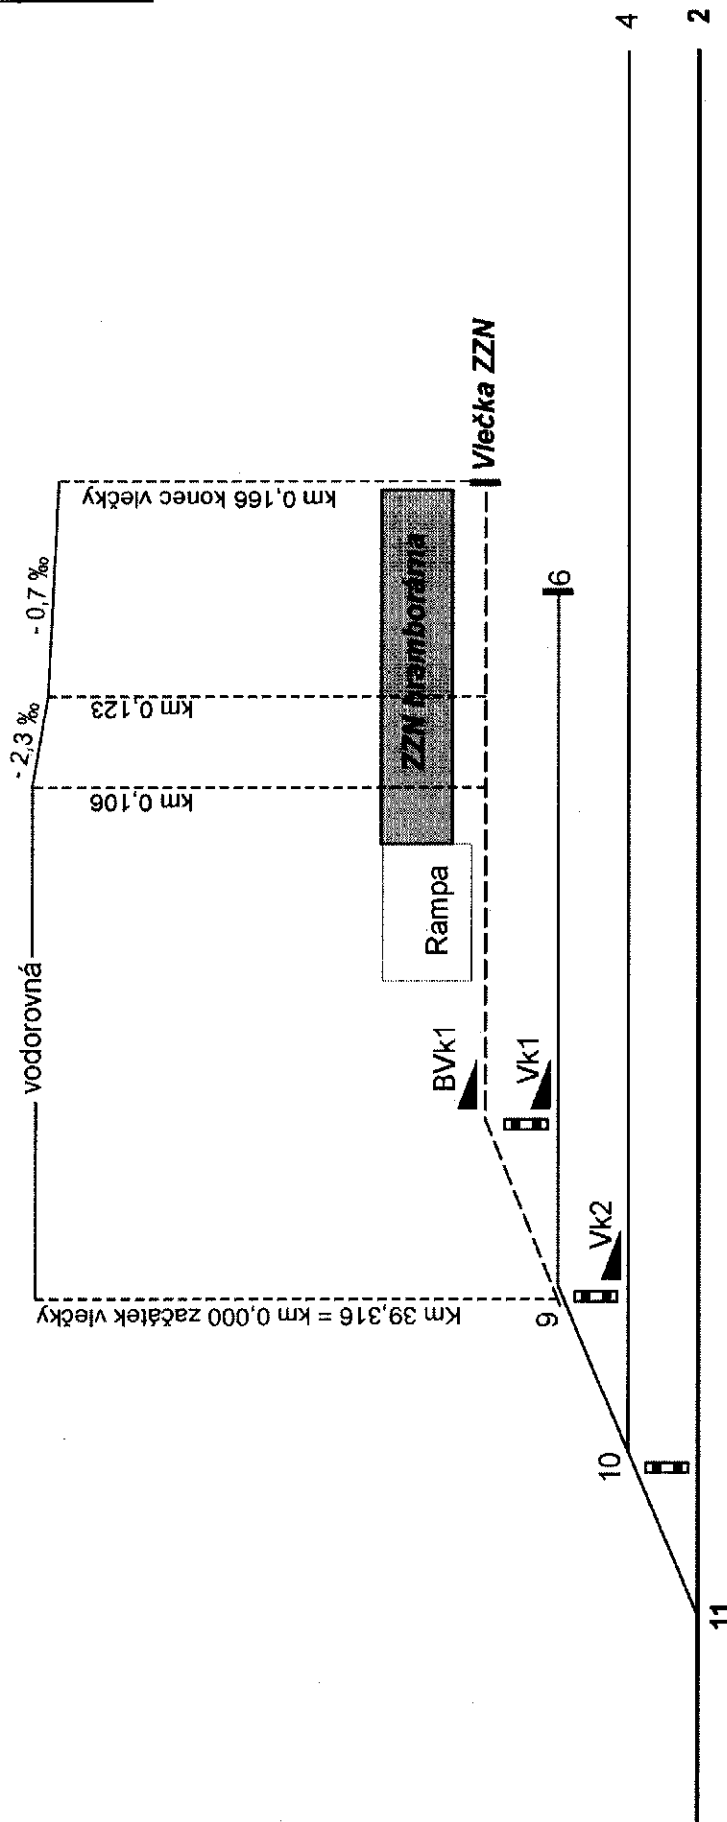 vodorovná
- 2,3 ‰
- 0,7 ‰
Km 39,316 = km 0,000 začátek vlečky
km 0,106
km 0,123
km 0,166 konec vlečky
Rampa
ZZN bramborárna
Vlečka ZZN
BVk1
Vk1
6
9
Vk2
4
10
2
11